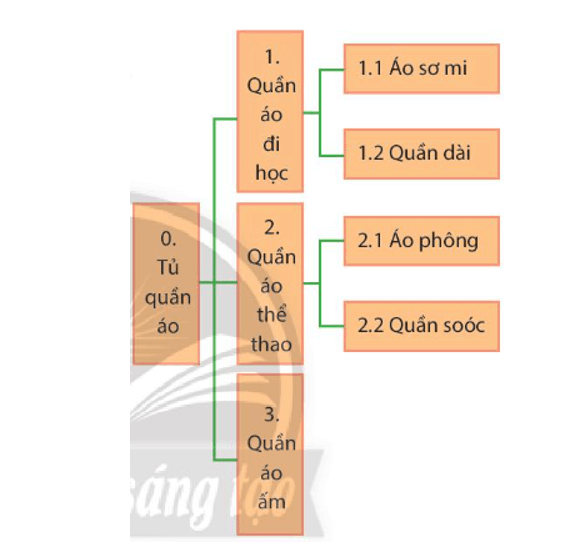 0.
Tủ
quần
áo
1.
Quần
áo
đi
học
1.1 Áo sơ mi
1.2 Quần dài
2.
Quần
áo
thể
thao
2.1 Áo phông
2.2 Quần soóc
3.
Quần
áo
ấm
sáng tạo